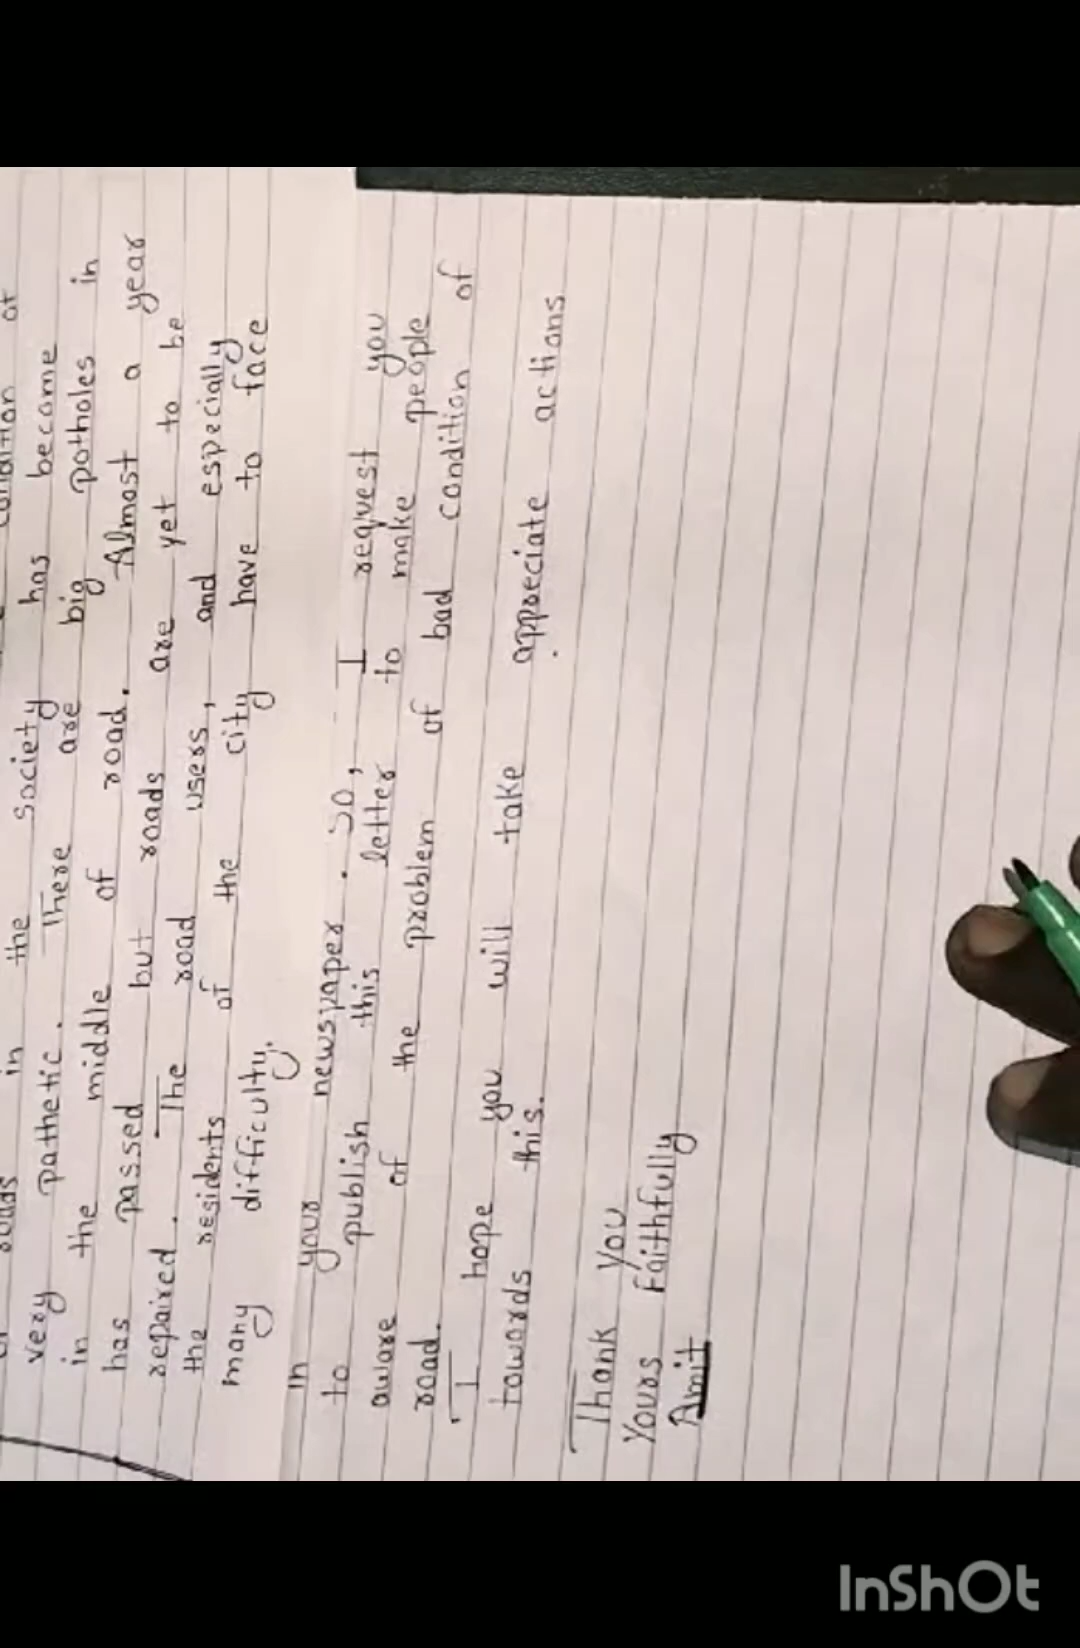 roads in the condition of
very pathetic. There the society has become
in the middle of road. are big potholes in
has passed but roads Almost a year
repaired. The road users, are yet to be
the residents of the city and especially
many difficulty. have to face
in your newspaper. So, I request you
to publish this letter to make people
aware of the problem of bad condition of
road.
I hope you will take appreciate actions
towards this.
Thank you
Yours Faithfully
Amit
InShOt